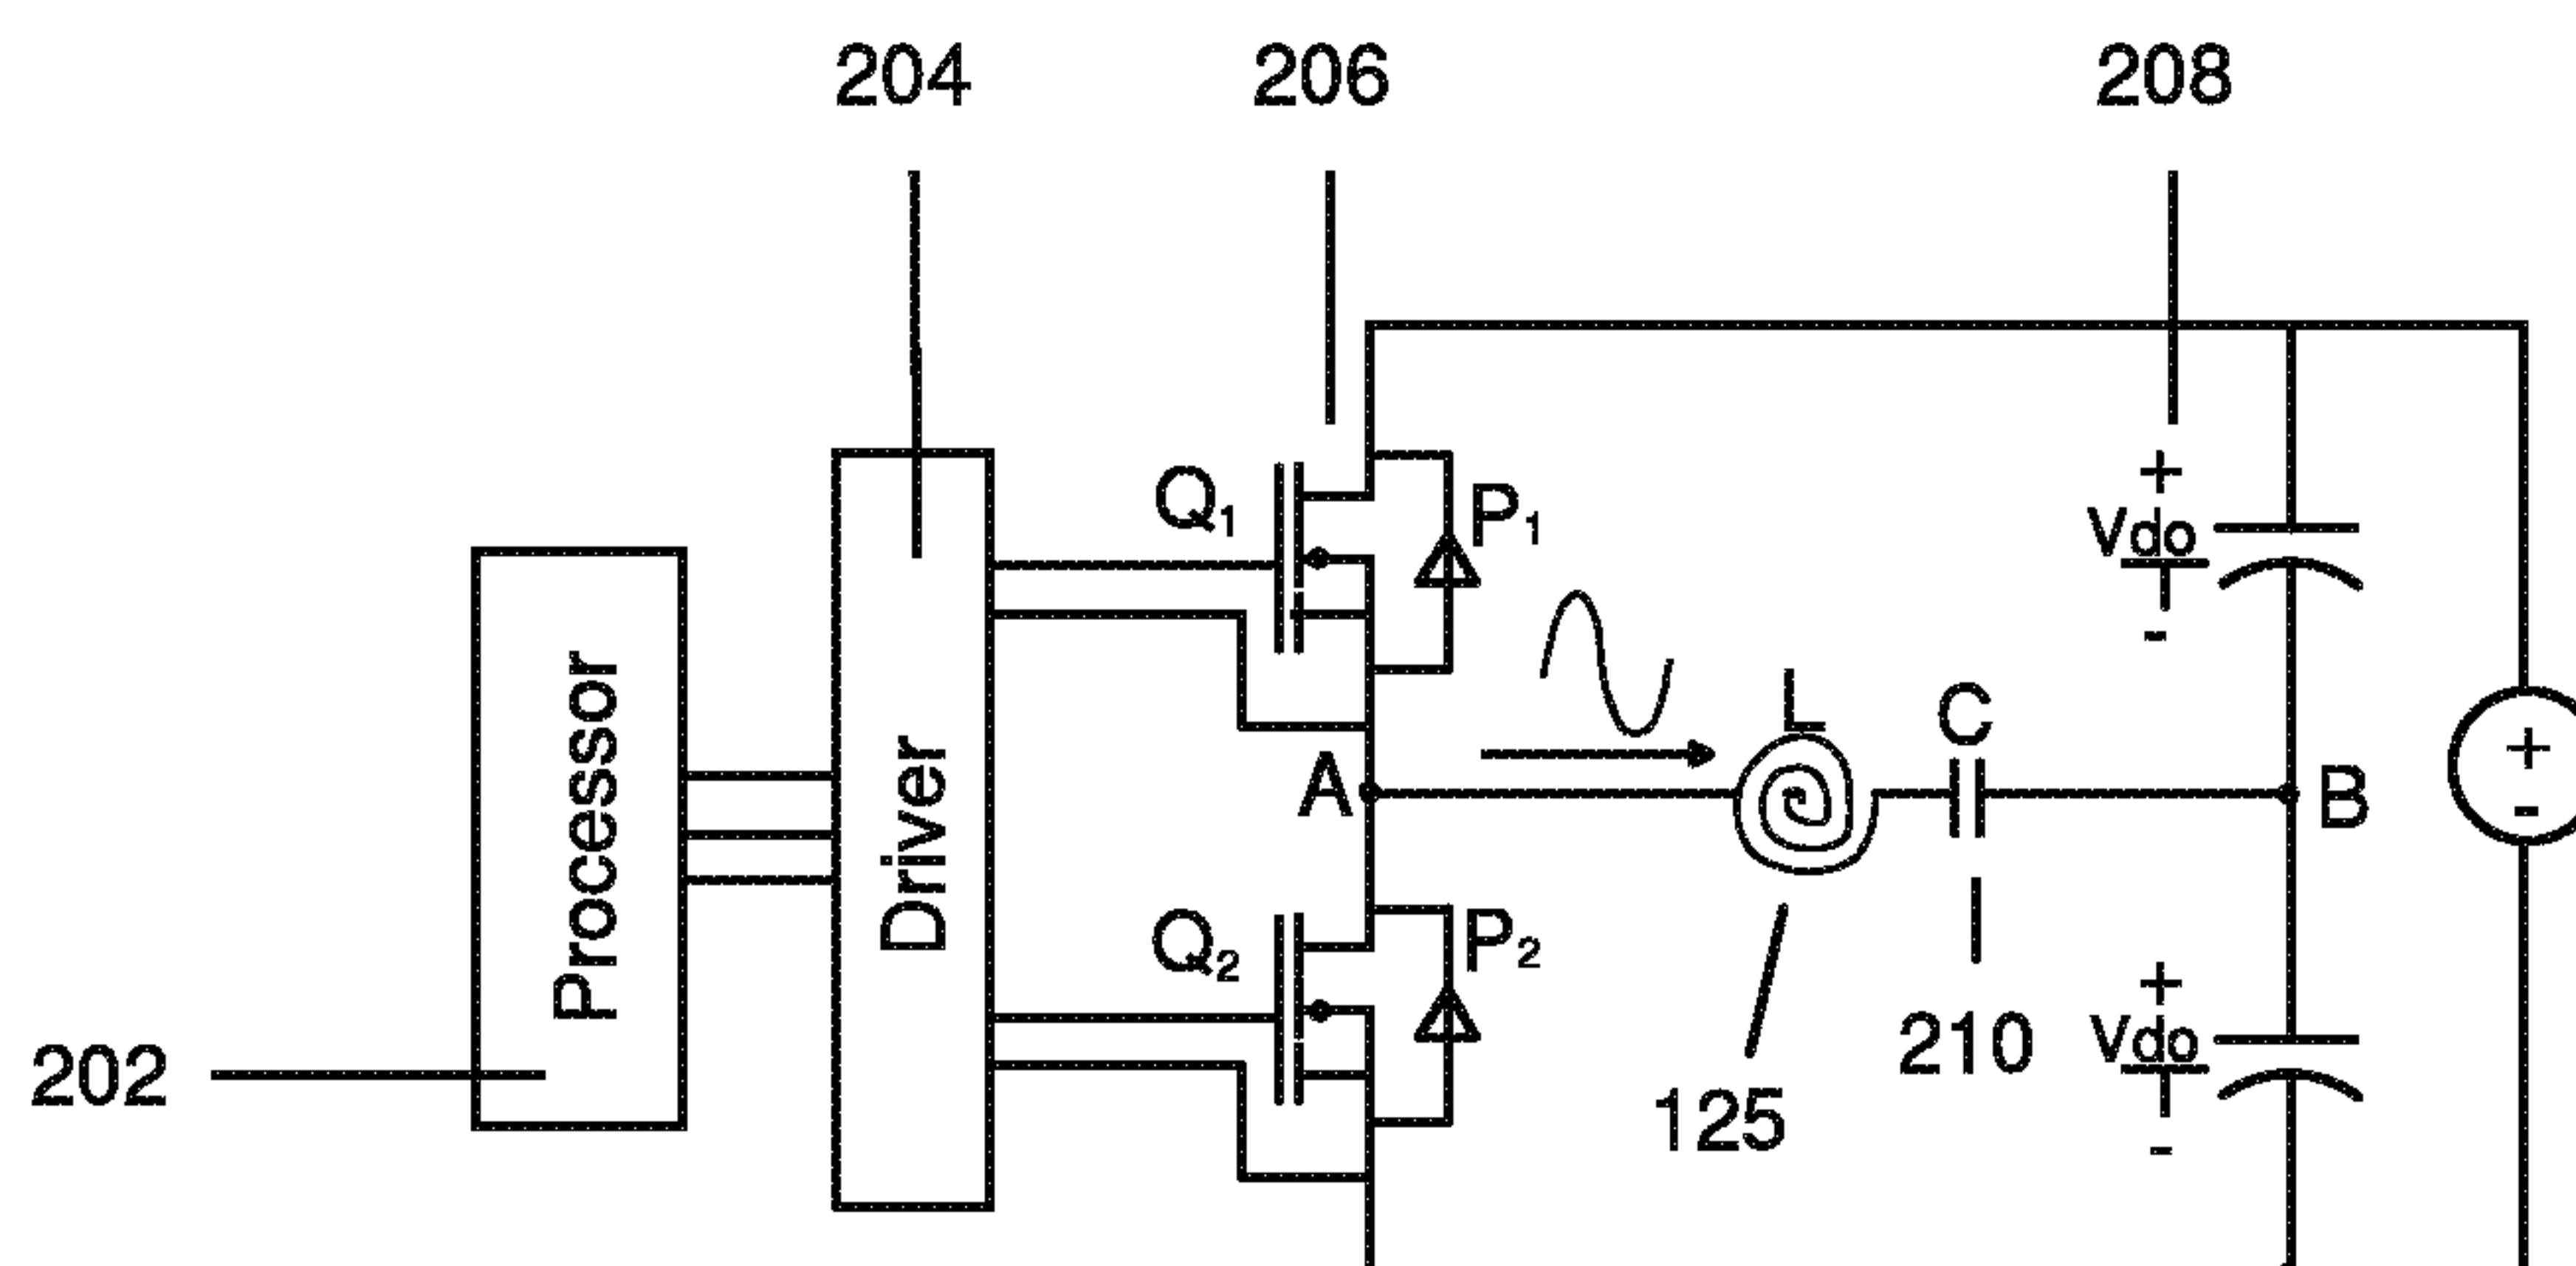 204
206
208
Q1
P1
+
Vdo
-
Processor
Driver
L
C
A
B
+
-
Q2
P2
+
Vdo
-
202
125
210